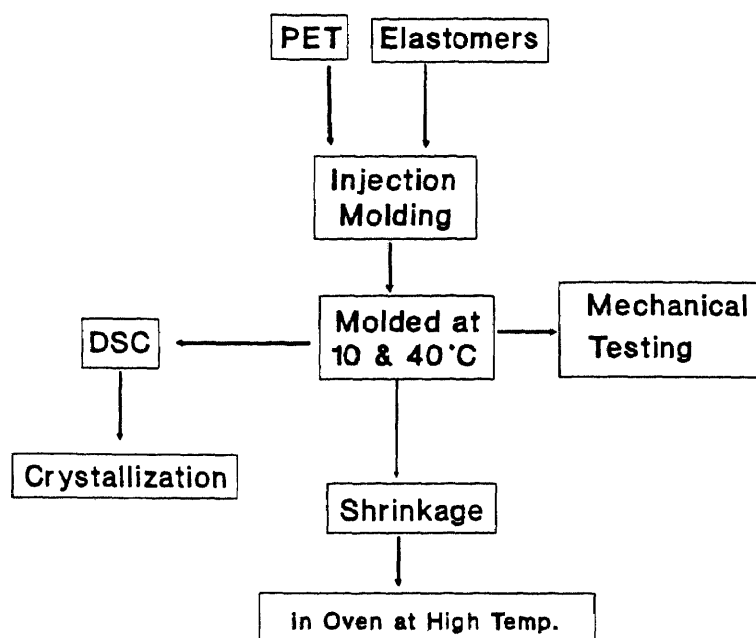 PET
Elastomers
Injection
Molding
Molded at
10 & 40°C
Mechanical
Testing
DSC
Crystallization
Shrinkage
in Oven at High Temp.